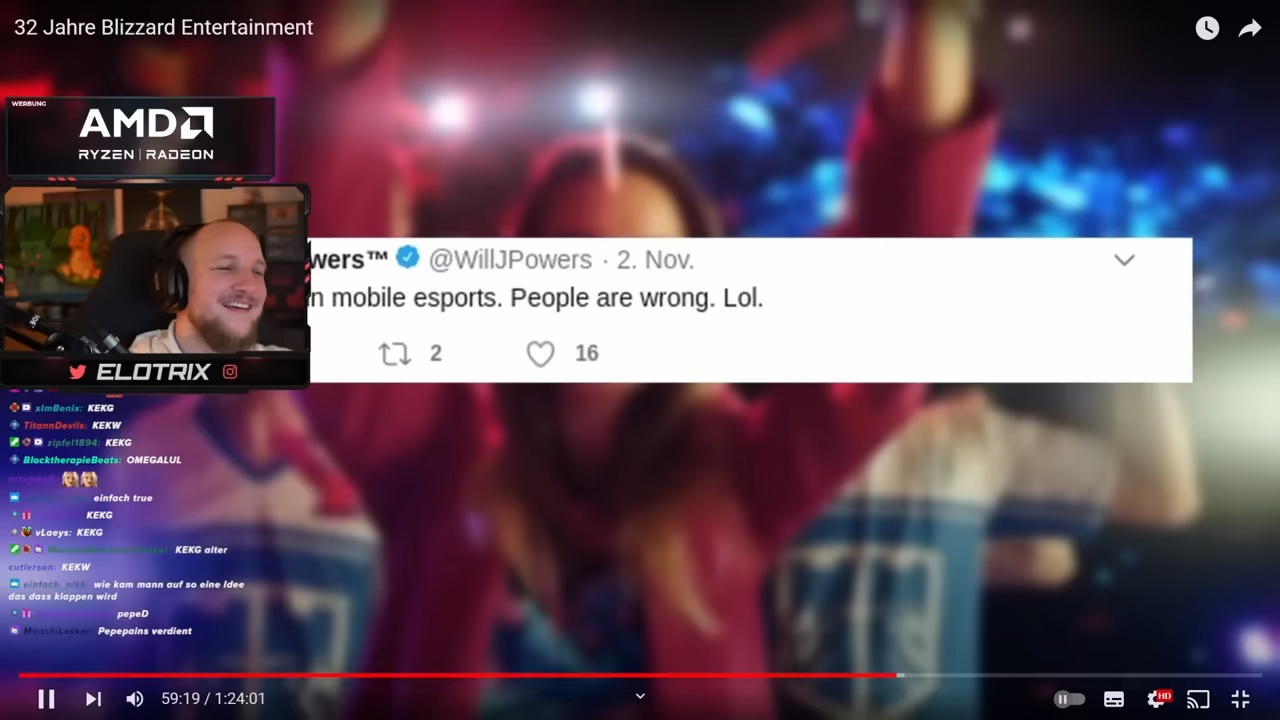 32 Jahre Blizzard Entertainment
WERBUNG
AMD
RYZEN | RADEON
wers™ @WillJPowers · 2. Nov.
n mobile esports. People are wrong. Lol.
2 16
ELOTRIX
xImBenix: KEKG
TitannDevils: KEKW
zipfel1894: KEKG
BlocktherapieBeats: OMEGALUL
einfach true
KEKG
vLaeys: KEKG
KEKG alter
cutlerson: KEKW
einfach_nikk: wie kam mann auf so eine Idee
das dass klappen wird
pepeD
MaashiLecker: Pepepains verdient
59:19 / 1:24:01
HD